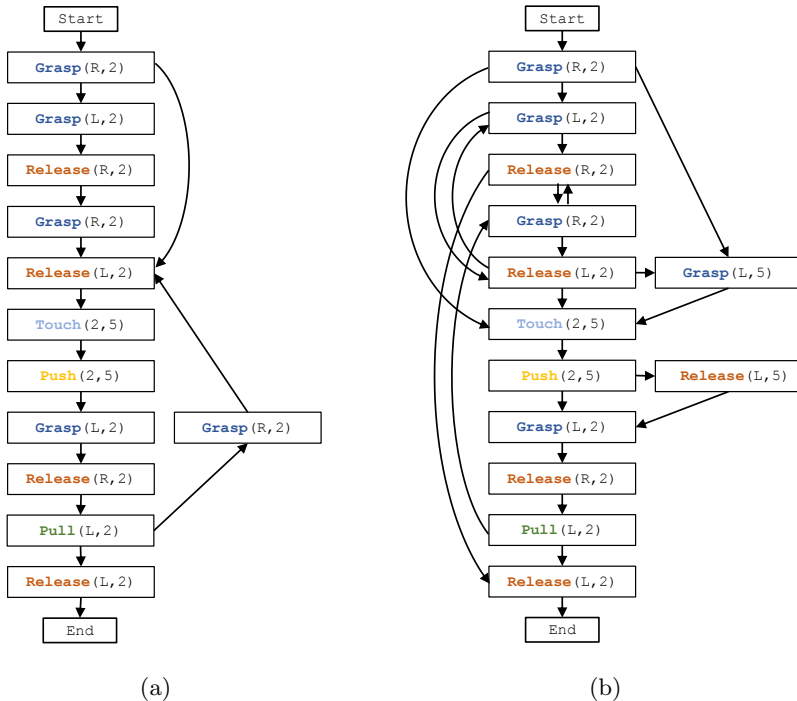 Start
Grasp(R,2)
Grasp(L,2)
Release(R,2)
Grasp(R,2)
Release(L,2)
Touch(2,5)
Push(2,5)
Grasp(L,2)
Grasp(R,2)
Release(R,2)
Pull(L,2)
Release(L,2)
End
(a)
Start
Grasp(R,2)
Grasp(L,2)
Release(R,2)
Grasp(R,2)
Release(L,2)
Grasp(L,5)
Touch(2,5)
Push(2,5)
Release(L,5)
Grasp(L,2)
Release(R,2)
Pull(L,2)
Release(L,2)
End
(b)